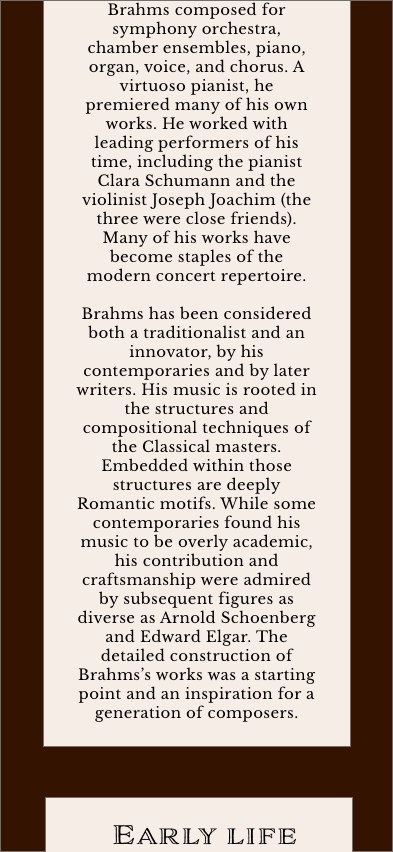 Brahms composed for
symphony orchestra,
chamber ensembles, piano,
organ, voice, and chorus. A
virtuoso pianist, he
premiered many of his own
works. He worked with
leading performers of his
time, including the pianist
Clara Schumann and the
violinist Joseph Joachim (the
three were close friends).
Many of his works have
become staples of the
modern concert repertoire.
Brahms has been considered
both a traditionalist and an
innovator, by his
contemporaries and by later
writers. His music is rooted in
the structures and
compositional techniques of
the Classical masters.
Embedded within those
structures are deeply
Romantic motifs. While some
contemporaries found his
music to be overly academic,
his contribution and
craftsmanship were admired
by subsequent figures as
diverse as Arnold Schoenberg
and Edward Elgar. The
detailed construction of
Brahms’s works was a starting
point and an inspiration for a
generation of composers.
EARLY LIFE